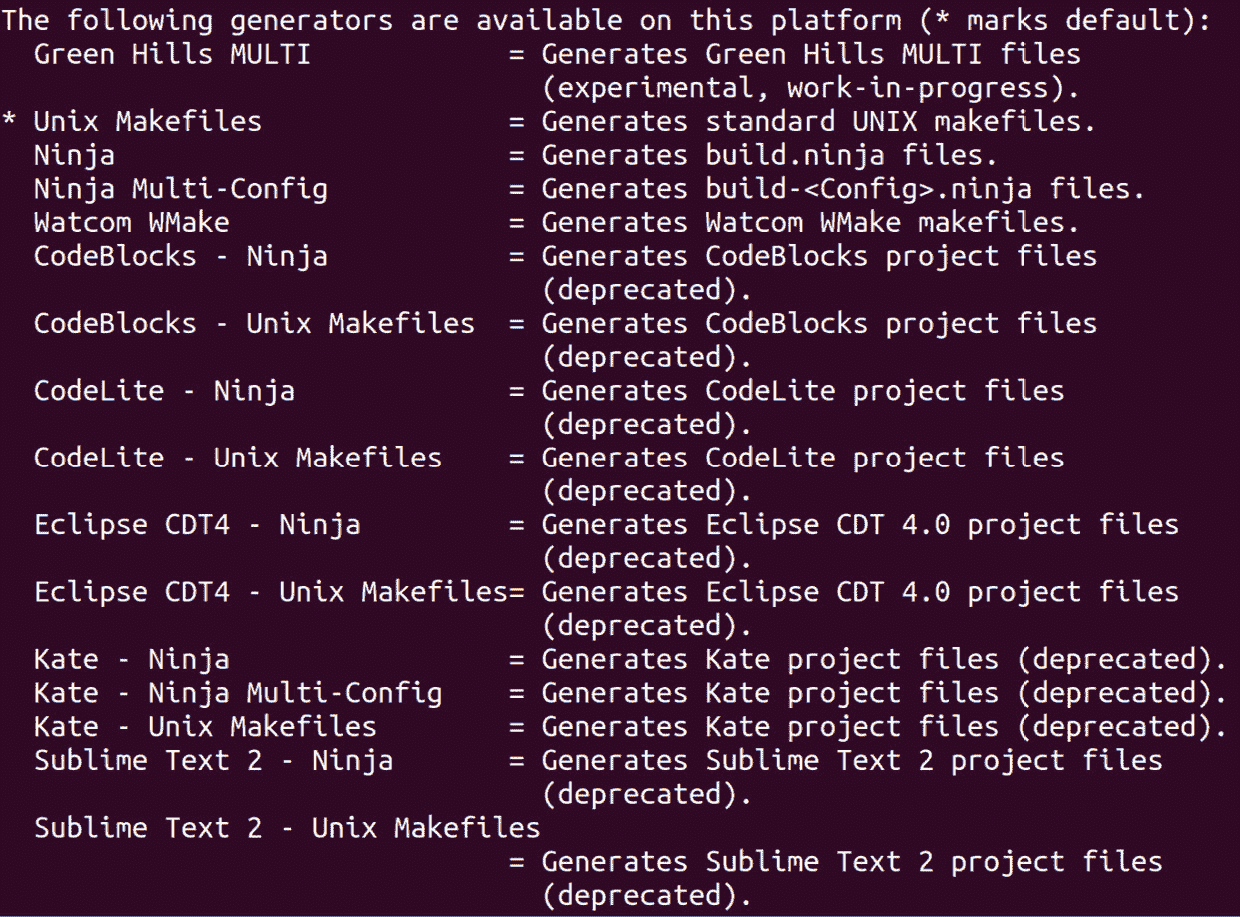 The following generators are available on this platform (* marks default):
  Green Hills MULTI            = Generates Green Hills MULTI files
                                 (experimental, work-in-progress).
* Unix Makefiles               = Generates standard UNIX makefiles.
  Ninja                        = Generates build.ninja files.
  Ninja Multi-Config           = Generates build-<Config>.ninja files.
  Watcom WMake                 = Generates Watcom WMake makefiles.
  CodeBlocks - Ninja           = Generates CodeBlocks project files
                                 (deprecated).
  CodeBlocks - Unix Makefiles  = Generates CodeBlocks project files
                                 (deprecated).
  CodeLite - Ninja             = Generates CodeLite project files
                                 (deprecated).
  CodeLite - Unix Makefiles    = Generates CodeLite project files
                                 (deprecated).
  Eclipse CDT4 - Ninja         = Generates Eclipse CDT 4.0 project files
                                 (deprecated).
  Eclipse CDT4 - Unix Makefiles= Generates Eclipse CDT 4.0 project files
                                 (deprecated).
  Kate - Ninja                 = Generates Kate project files (deprecated).
  Kate - Ninja Multi-Config    = Generates Kate project files (deprecated).
  Kate - Unix Makefiles        = Generates Kate project files (deprecated).
  Sublime Text 2 - Ninja       = Generates Sublime Text 2 project files
                                 (deprecated).
  Sublime Text 2 - Unix Makefiles
                               = Generates Sublime Text 2 project files
                                 (deprecated).